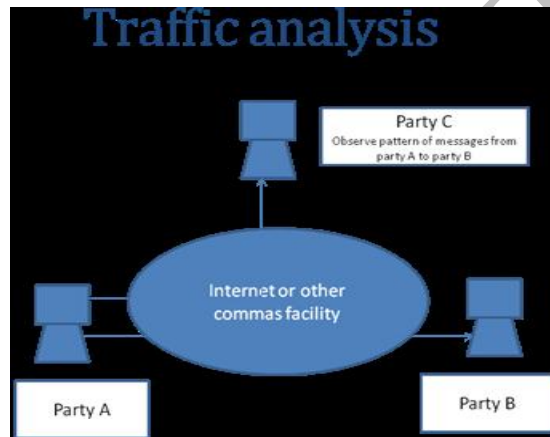 Traffic analysis
Party C
Observe pattern of messages from
party A to party B
Internet or other
commas facility
Party A
Party B